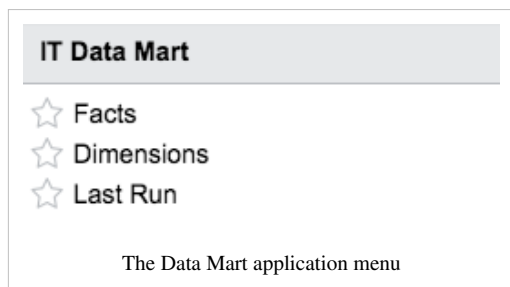 IT Data Mart
Facts
Dimensions
Last Run
The Data Mart application menu